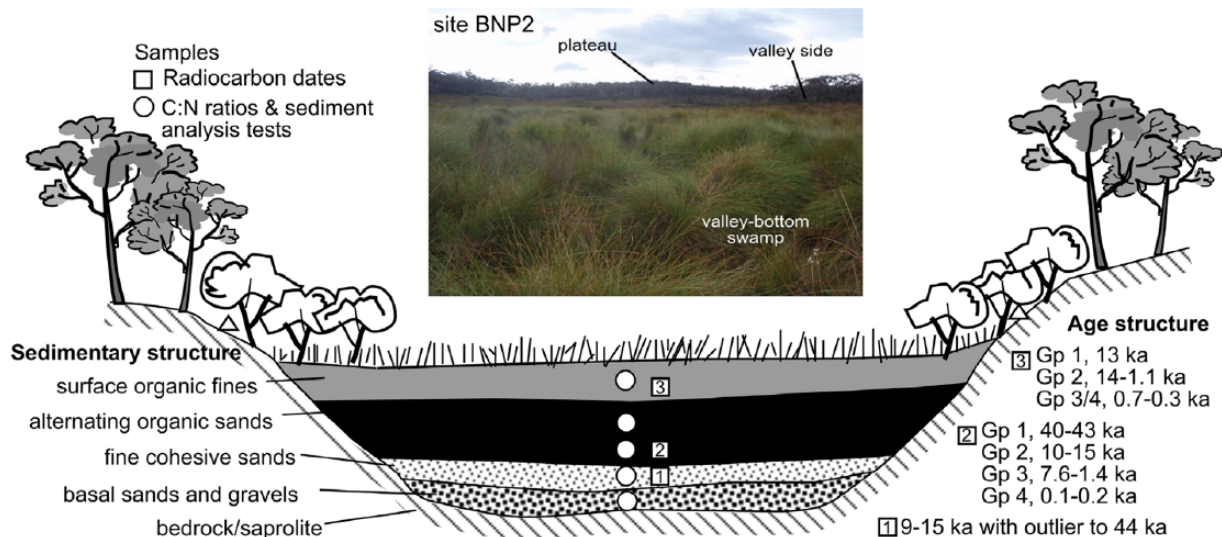 site BNP2
plateau
valley side
valley-bottom
swamp
Samples
Radiocarbon dates
C:N ratios & sediment
analysis tests
Sedimentary structure
surface organic fines
alternating organic sands
fine cohesive sands
basal sands and gravels
bedrock/saprolite
3
2
1
Age structure
3 Gp 1, 13 ka
Gp 2, 14-1.1 ka
Gp 3/4, 0.7-0.3 ka
2 Gp 1, 40-43 ka
Gp 2, 10-15 ka
Gp 3, 7.6-1.4 ka
Gp 4, 0.1-0.2 ka
1 9-15 ka with outlier to 44 ka